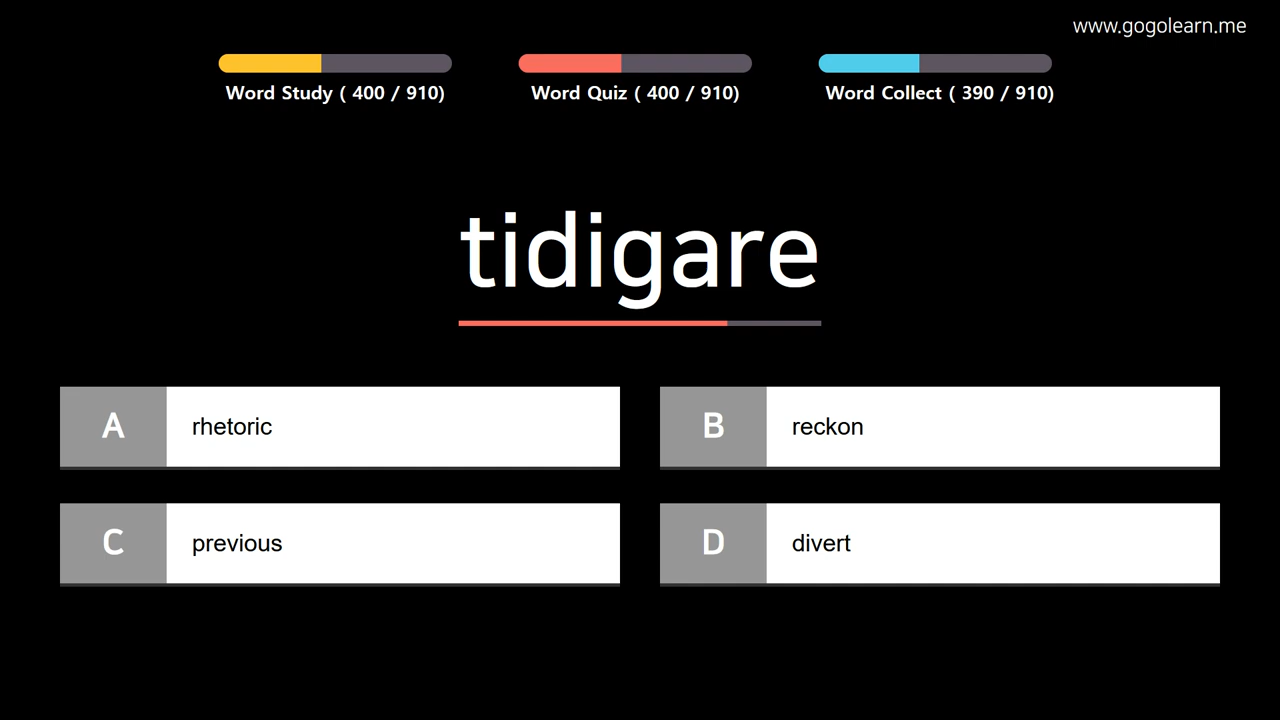 www.gogolearn.me
Word Study ( 400 / 910)
Word Quiz ( 400 / 910)
Word Collect ( 390 / 910)
tidigare
A rhetoric
B reckon
C previous
D divert